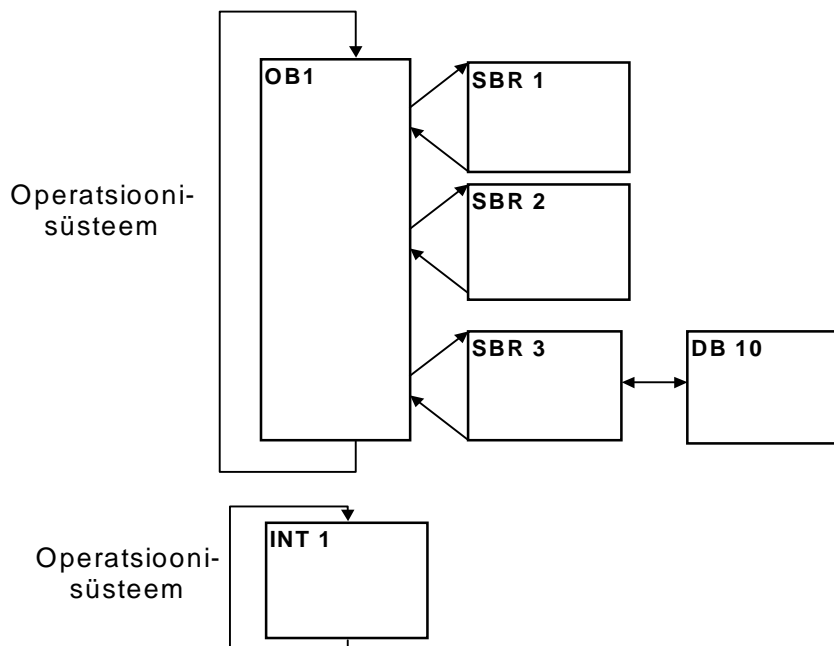 OB1
SBR 1
Operatsiooni-
süsteem
SBR 2
SBR 3
DB 10
INT 1
Operatsiooni-
süsteem